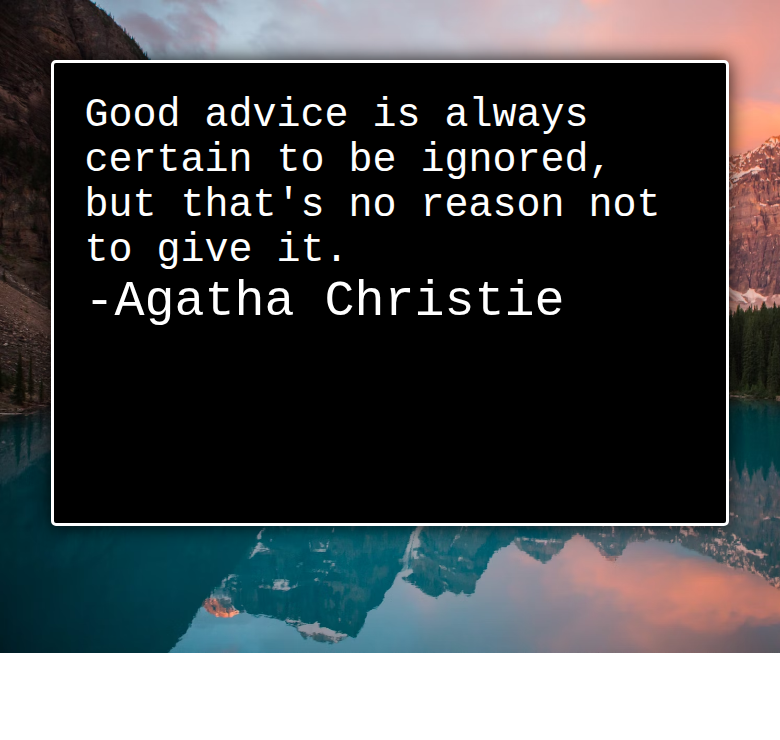 Good advice is always
certain to be ignored,
but that's no reason not
to give it.
-Agatha Christie